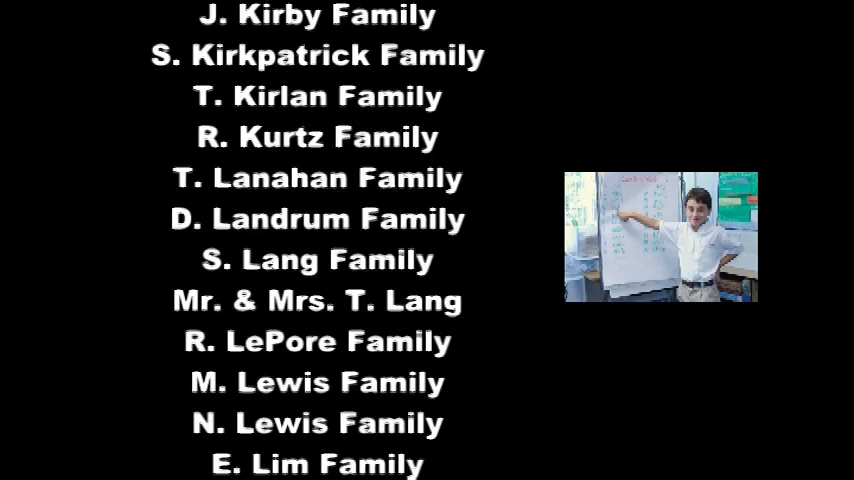 J. Kirby Family
S. Kirkpatrick Family
T. Kirlan Family
R. Kurtz Family
T. Lanahan Family
D. Landrum Family
S. Lang Family
Mr. & Mrs. T. Lang
R. LePore Family
M. Lewis Family
N. Lewis Family
E. Lim Family